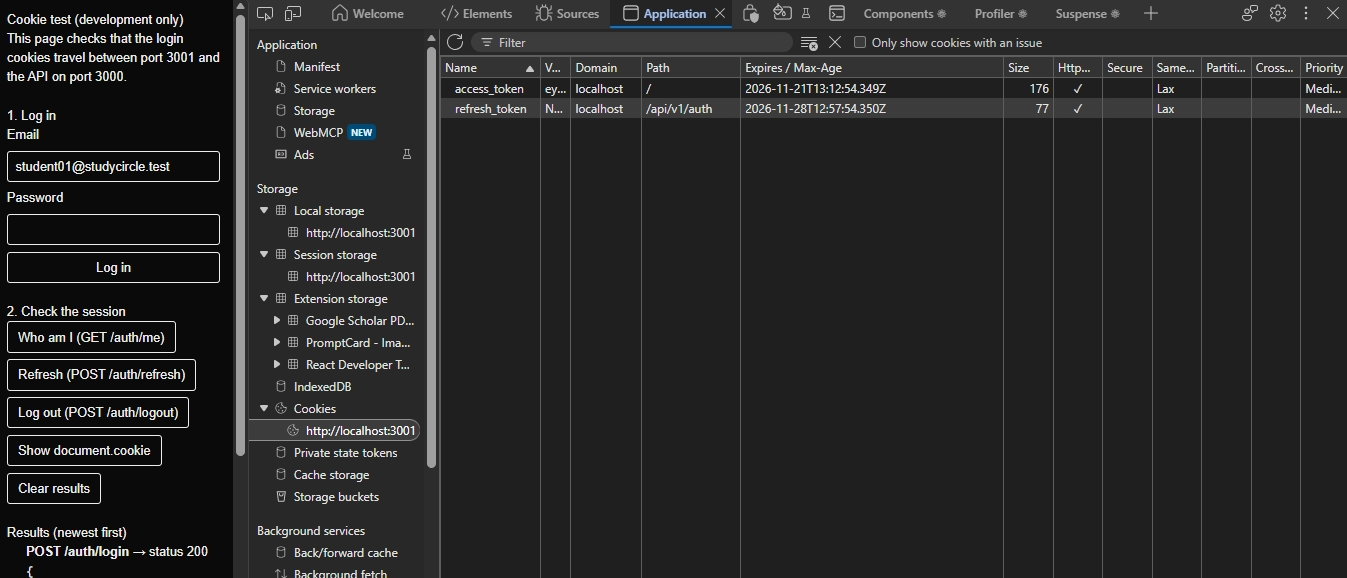 Cookie test (development only)
This page checks that the login
cookies travel between port 3001 and
the API on port 3000.
1. Log in
Email
student01@studycircle.test
Password
Log in
2. Check the session
Who am I (GET /auth/me)
Refresh (POST /auth/refresh)
Log out (POST /auth/logout)
Show document.cookie
Clear results
Results (newest first)
POST /auth/login → status 200
{
Welcome Elements Sources Application Components Profiler Suspense
Application
Manifest
Service workers
Storage
WebMCP NEW
Ads
Storage
Local storage
http://localhost:3001
Session storage
http://localhost:3001
Extension storage
Google Scholar PD...
PromptCard - Ima...
React Developer T...
IndexedDB
Cookies
http://localhost:3001
Private state tokens
Cache storage
Storage buckets
Background services
Back/forward cache
Background fetch
Filter Only show cookies with an issue
Name V... Domain Path Expires / Max-Age Size Http... Secure Same... Partiti... Cross... Priority
access_token ey... localhost / 2026-11-21T13:12:54.349Z 176 ✓ Lax Medi...
refresh_token N... localhost /api/v1/auth 2026-11-28T12:57:54.350Z 77 ✓ Lax Medi...